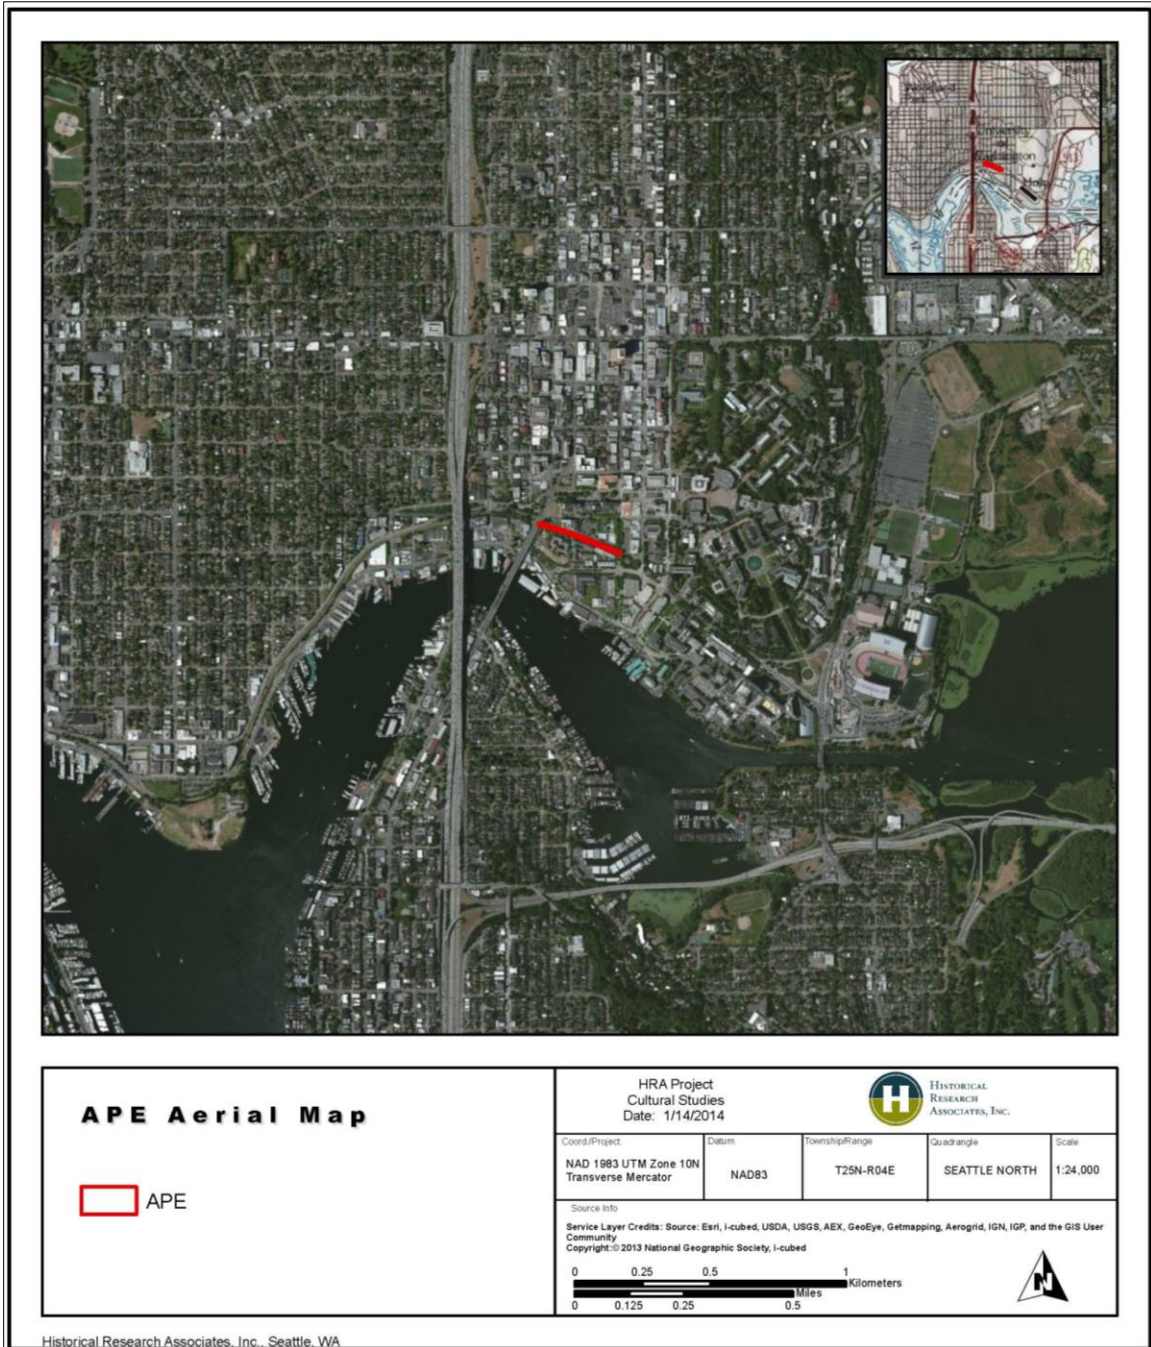 University
Washington
513
APE Aerial Map
APE
HRA Project
Cultural Studies
Date: 1/14/2014
H
HISTORICAL
RESEARCH
ASSOCIATES, INC.
Coord./Project
NAD 1983 UTM Zone 10N
Transverse Mercator
Datum
NAD83
Township/Range
T25N-R04E
Quadrangle
SEATTLE NORTH
Scale
1:24,000
Source Info
Service Layer Credits: Source: Esri, i-cubed, USDA, USGS, AEX, GeoEye, Getmapping, Aerogrid, IGN, IGP, and the GIS User
Community
Copyright:© 2013 National Geographic Society, i-cubed
0 0.25 0.5 1
Kilometers
Miles
0 0.125 0.25 0.5
N
Historical Research Associates, Inc., Seattle, WA